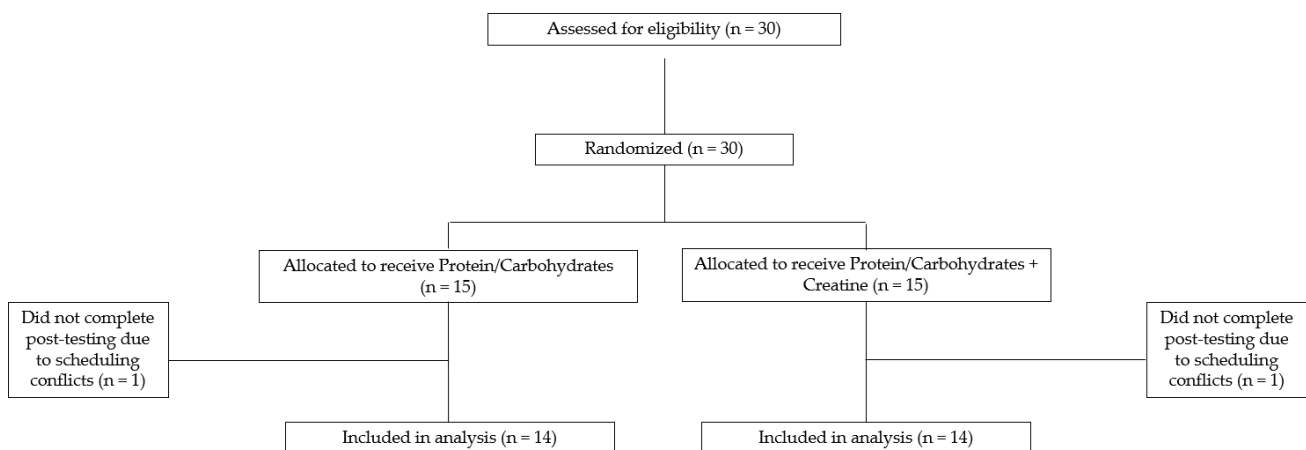 Assessed for eligibility (n = 30)
Randomized (n = 30)
Allocated to receive Protein/Carbohydrates
(n = 15)
Allocated to receive Protein/Carbohydrates +
Creatine (n = 15)
Did not complete
post-testing due
to scheduling
conflicts (n = 1)
Did not complete
post-testing due
to scheduling
conflicts (n = 1)
Included in analysis (n = 14)
Included in analysis (n = 14)